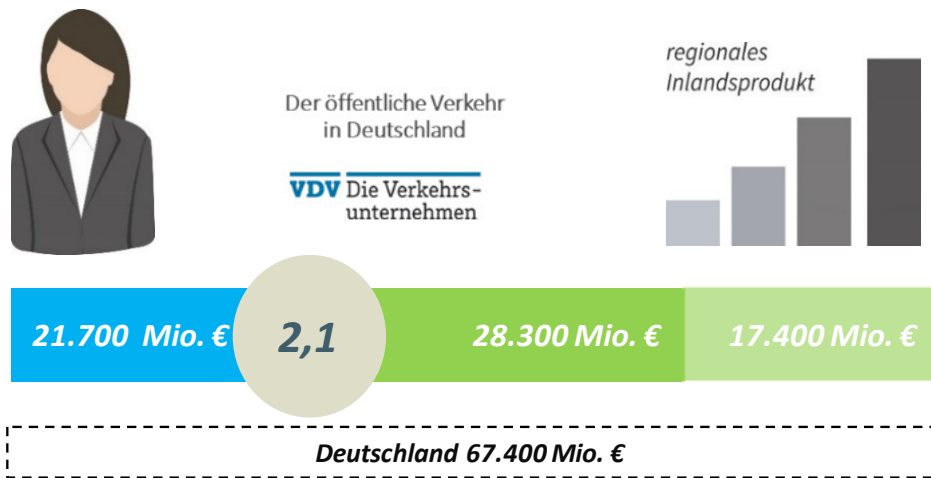 regionales
Inlandsprodukt
Der öffentliche Verkehr
in Deutschland
VDV Die Verkehrs-
unternehmen
21.700 Mio. €
2,1
28.300 Mio. €
17.400 Mio. €
Deutschland 67.400 Mio. €